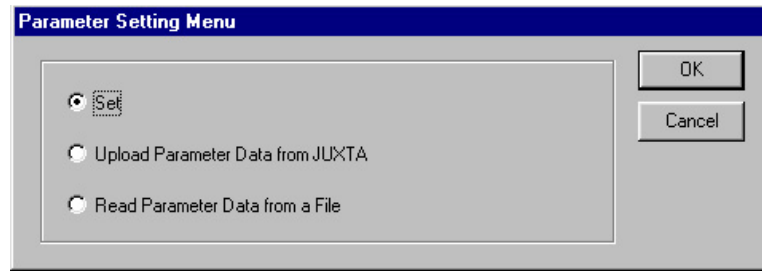 Parameter Setting Menu
OK
Set
Cancel
Upload Parameter Data from JUXTA
Read Parameter Data from a File